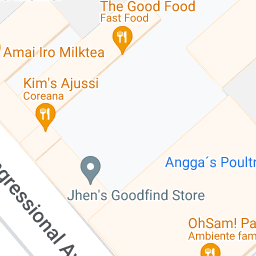 The Good Food
Fast Food
Amai Iro Milktea
Kim's Ajussi
Coreana
Angga´s Poult
Jhen's Goodfind Store
OhSam! Pa
Ambiente fam
gressional A